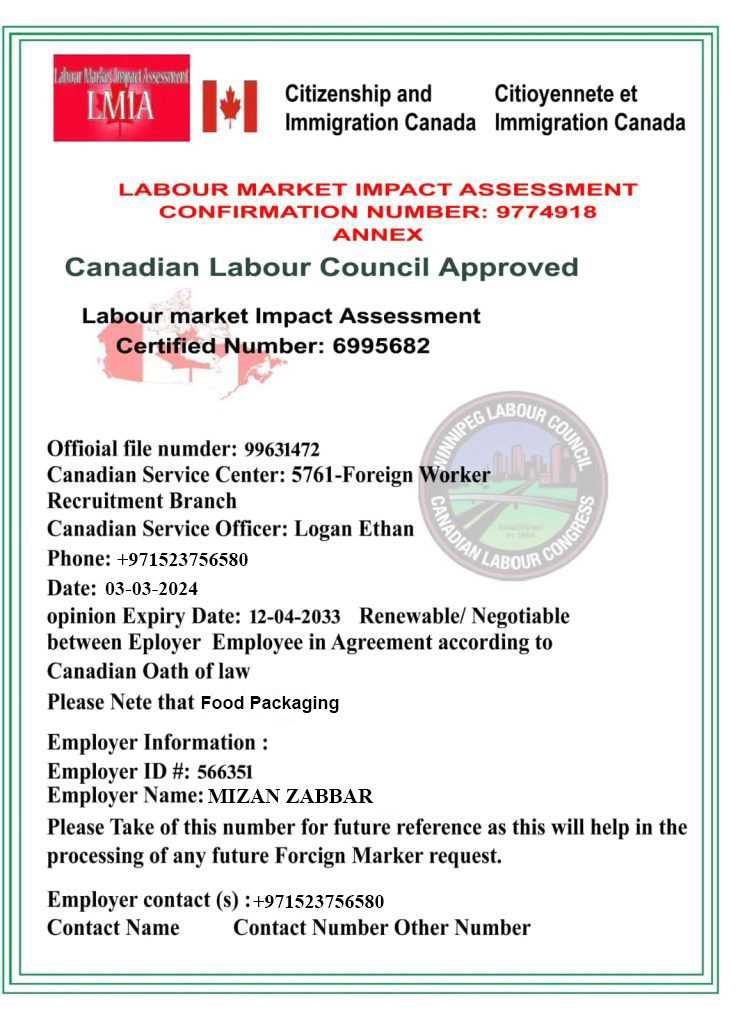 Labour Market Impact Assessment
LMIA
Citizenship and
Immigration Canada
Citioyennete et
Immigration Canada
LABOUR MARKET IMPACT ASSESSMENT
CONFIRMATION NUMBER: 9774918
ANNEX
Canadian Labour Council Approved
Labour market Impact Assessment
Certified Number: 6995682
WINNIPEG LABOUR COUNCIL
Established
in 1894
CANADIAN LABOUR CONGRESS
Offioial file numder: 99631472
Canadian Service Center: 5761-Foreign Worker
Recruitment Branch
Canadian Service Officer: Logan Ethan
Phone: +971523756580
Date: 03-03-2024
opinion Expiry Date: 12-04-2033 Renewable/ Negotiable
between Eployer Employee in Agreement according to
Canadian Oath of law
Please Nete that Food Packaging
Employer Information :
Employer ID #: 566351
Employer Name: MIZAN ZABBAR
Please Take of this number for future reference as this will help in the
processing of any future Forcign Marker request.
Employer contact (s) : +971523756580
Contact Name Contact Number Other Number